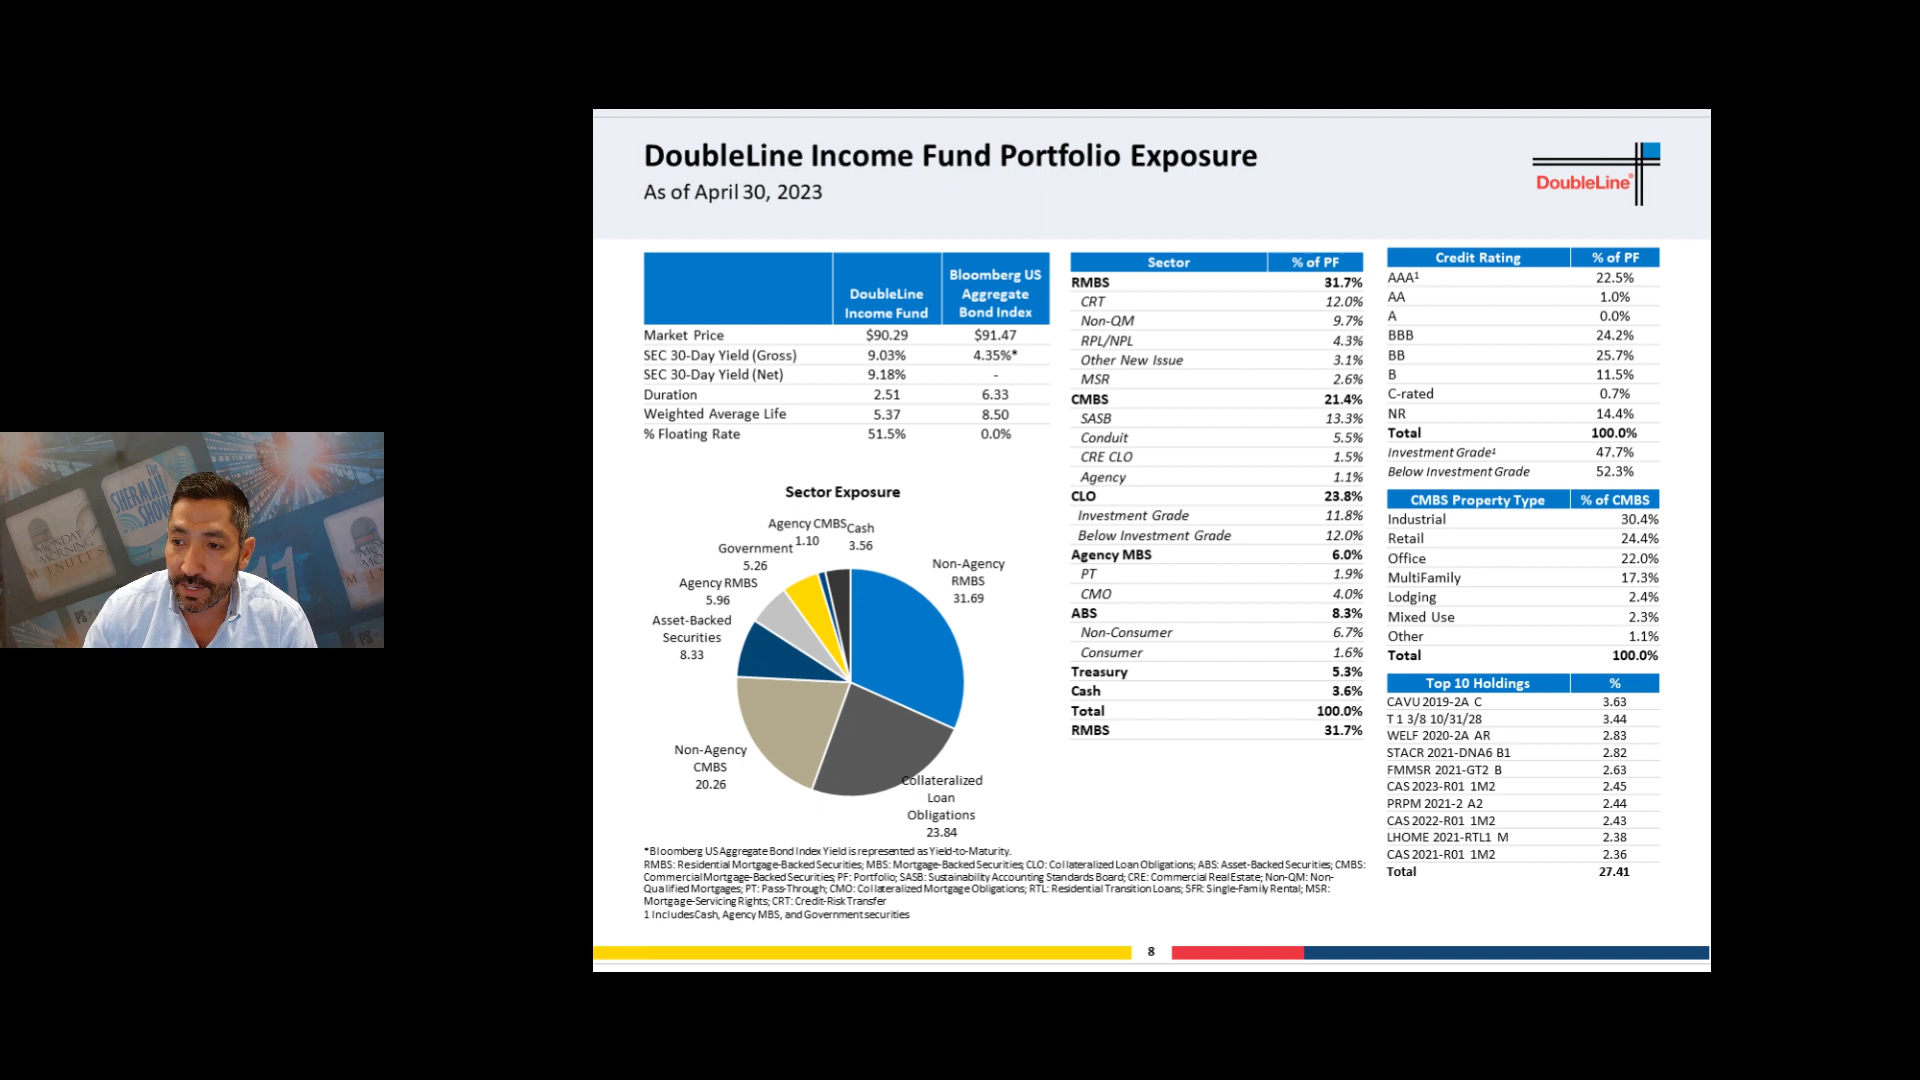 DoubleLine Income Fund Portfolio Exposure
As of April 30, 2023
DoubleLine®
DoubleLine Income Fund
Bloomberg US Aggregate Bond Index
Market Price $90.29 $91.47
SEC 30-Day Yield (Gross) 9.03% 4.35%*
SEC 30-Day Yield (Net) 9.18% -
Duration 2.51 6.33
Weighted Average Life 5.37 8.50
% Floating Rate 51.5% 0.0%
Sector Exposure
Agency CMBS 1.10
Cash 3.56
Government 5.26
Non-Agency RMBS 31.69
Agency RMBS 5.96
Asset-Backed Securities 8.33
Non-Agency CMBS 20.26
Collateralized Loan Obligations 23.84
Sector % of PF
RMBS 31.7%
CRT 12.0%
Non-QM 9.7%
RPL/NPL 4.3%
Other New Issue 3.1%
MSR 2.6%
CMBS 21.4%
SASB 13.3%
Conduit 5.5%
CRE CLO 1.5%
Agency 1.1%
CLO 23.8%
Investment Grade 11.8%
Below Investment Grade 12.0%
Agency MBS 6.0%
PT 1.9%
CMO 4.0%
ABS 8.3%
Non-Consumer 6.7%
Consumer 1.6%
Treasury 5.3%
Cash 3.6%
Total 100.0%
RMBS 31.7%
Credit Rating % of PF
AAA¹ 22.5%
AA 1.0%
A 0.0%
BBB 24.2%
BB 25.7%
B 11.5%
C-rated 0.7%
NR 14.4%
Total 100.0%
Investment Grade¹ 47.7%
Below Investment Grade 52.3%
CMBS Property Type % of CMBS
Industrial 30.4%
Retail 24.4%
Office 22.0%
MultiFamily 17.3%
Lodging 2.4%
Mixed Use 2.3%
Other 1.1%
Total 100.0%
Top 10 Holdings %
CAVU 2019-2A C 3.63
T 1 3/8 10/31/28 3.44
WELF 2020-2A AR 2.83
STACR 2021-DNA6 B1 2.82
FMMSR 2021-GT2 B 2.63
CAS 2023-R01 1M2 2.45
PRPM 2021-2 A2 2.44
CAS 2022-R01 1M2 2.43
LHOME 2021-RTL1 M 2.38
CAS 2021-R01 1M2 2.36
Total 27.41
*Bloomberg US Aggregate Bond Index Yield is represented as Yield-to-Maturity.
RMBS: Residential Mortgage-Backed Securities; MBS: Mortgage-Backed Securities; CLO: Collateralized Loan Obligations; ABS: Asset-Backed Securities; CMBS:
Commercial Mortgage-Backed Securities; PF: Portfolio; SASB: Sustainability Accounting Standards Board; CRE: Commercial Real Estate; Non-QM: Non-
Qualified Mortgages; PT: Pass-Through; CMO: Collateralized Mortgage Obligations; RTL: Residential Transition Loans; SFR: Single-Family Rental; MSR:
Mortgage-Servicing Rights; CRT: Credit-Risk Transfer
1 Includes Cash, Agency MBS, and Government securities
8
The
SHERMAN
SHOW
MONDAY
MORNING
MINUTES
11